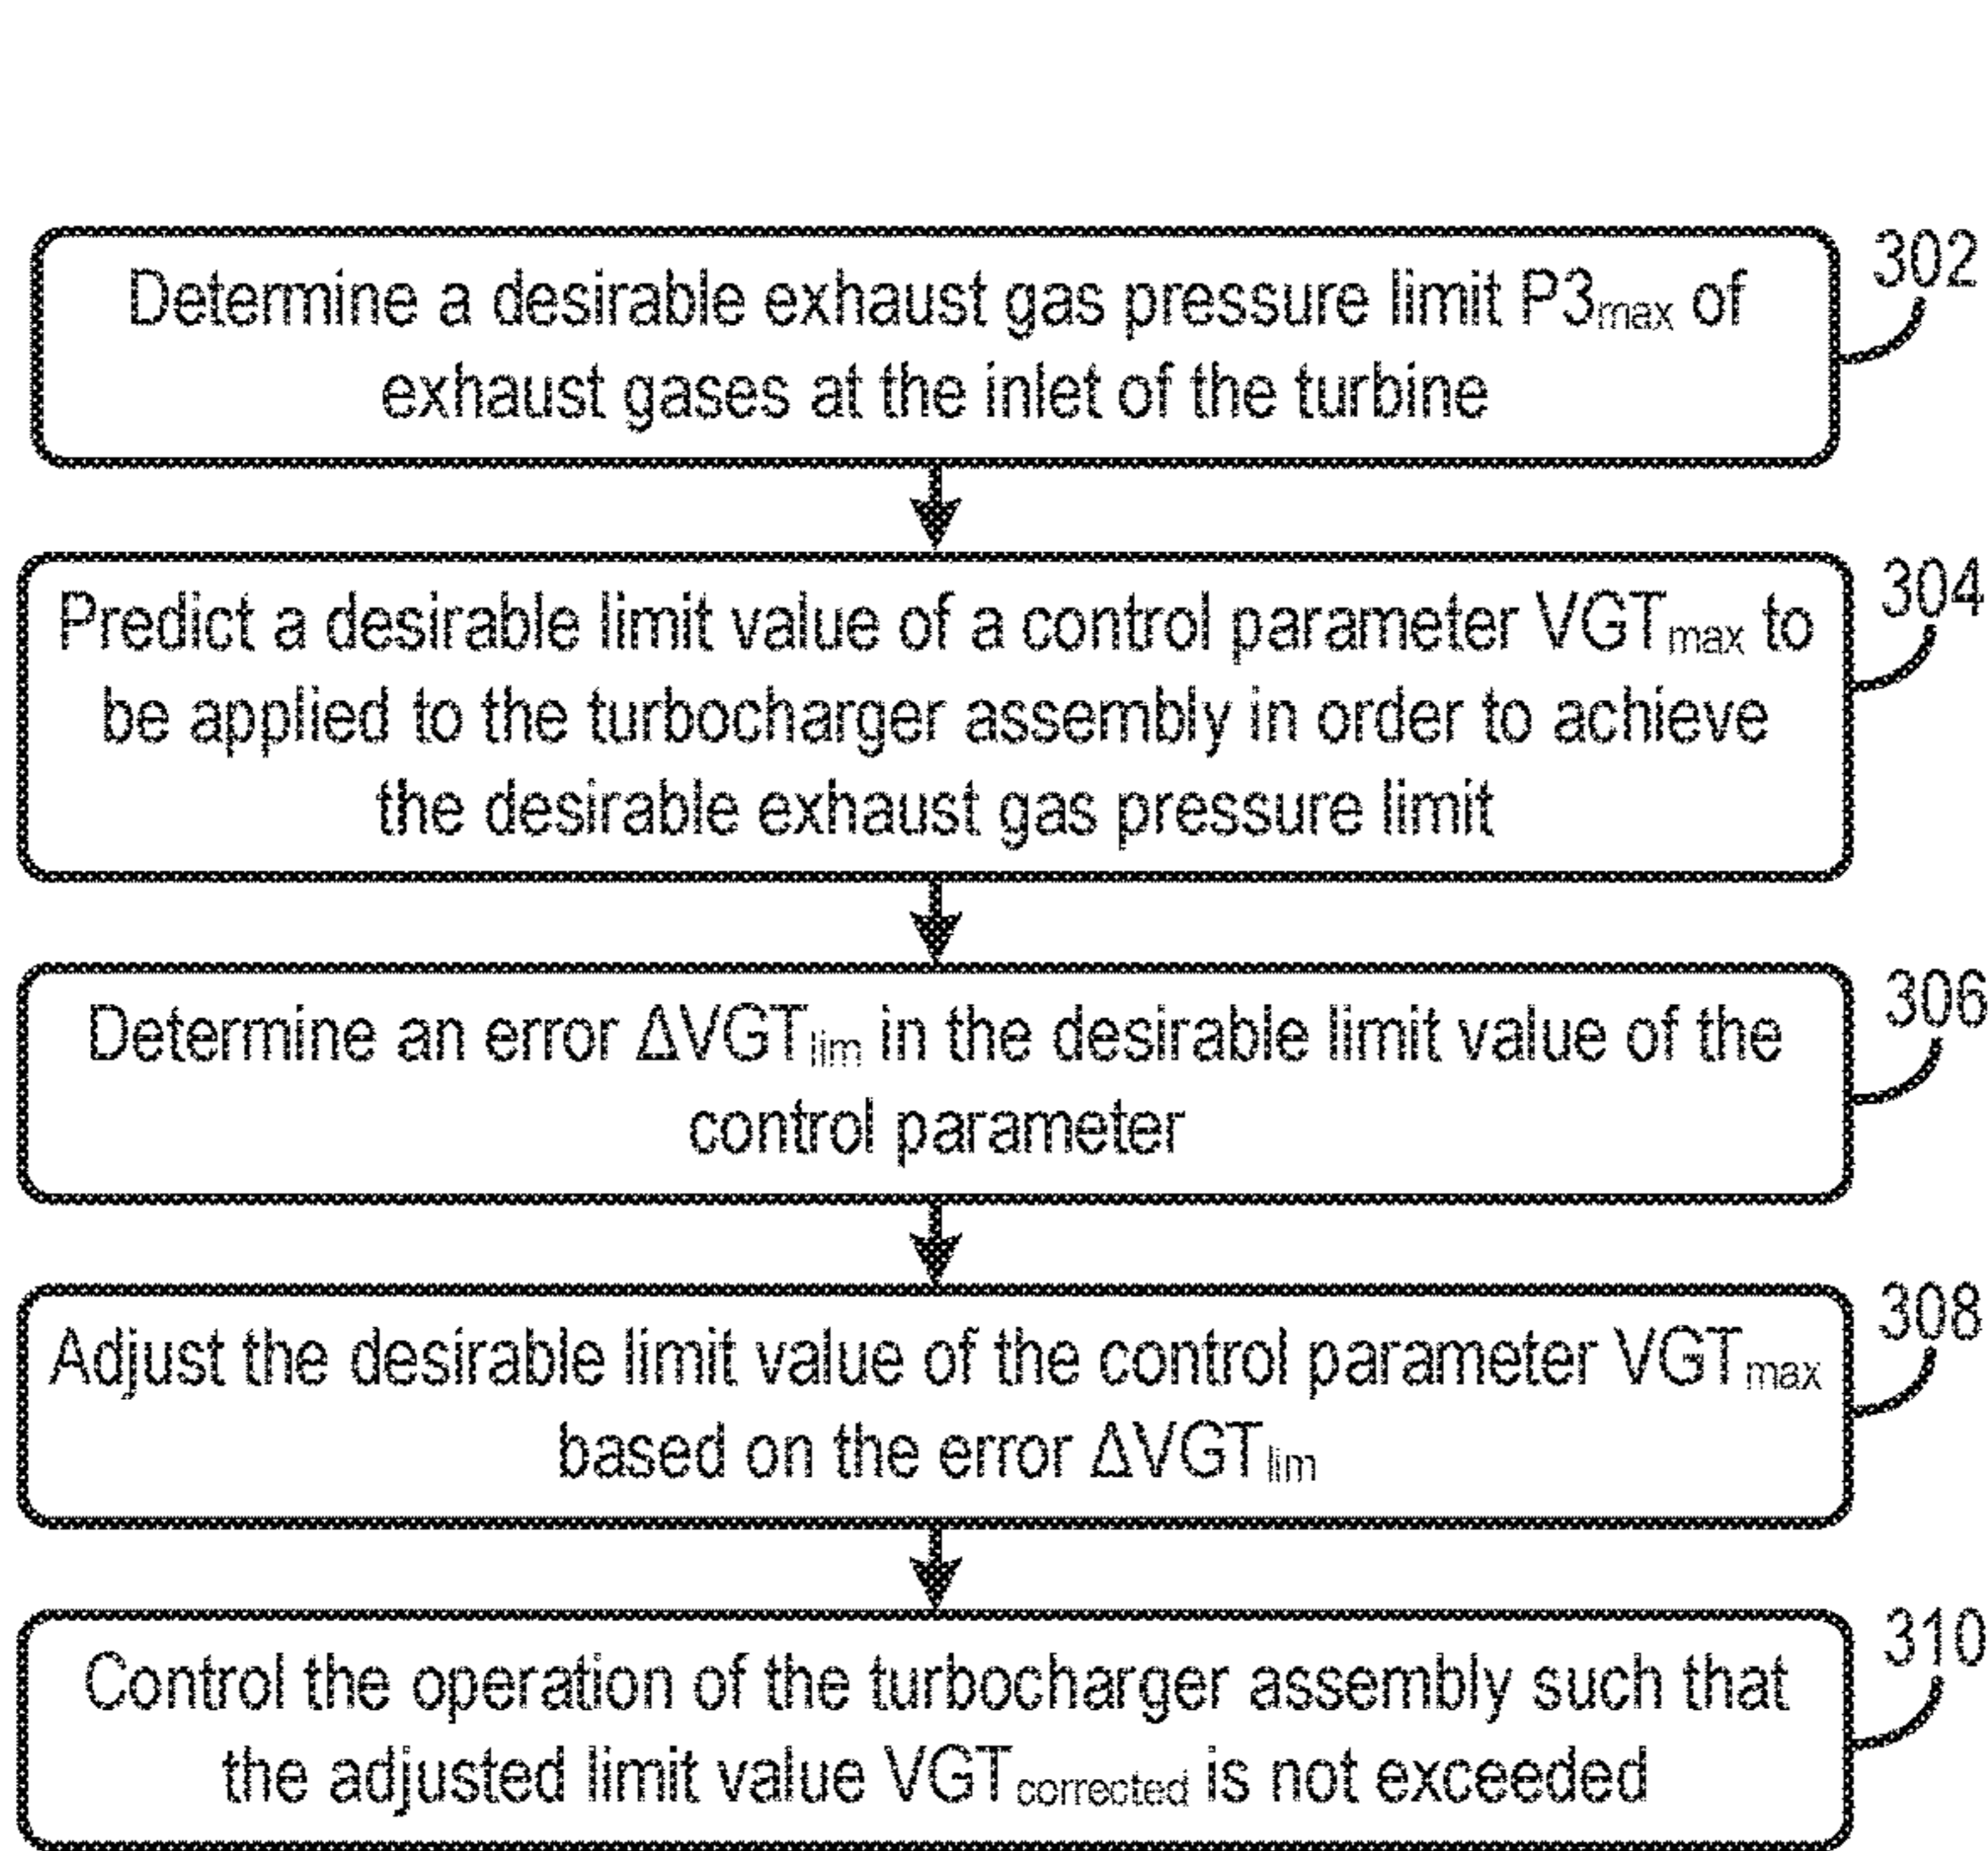 Determine a desirable exhaust gas pressure limit P3max of
exhaust gases at the inlet of the turbine
302
Predict a desirable limit value of a control parameter VGTmax to
be applied to the turbocharger assembly in order to achieve
the desirable exhaust gas pressure limit
304
Determine an error ΔVGTlim in the desirable limit value of the
control parameter
306
Adjust the desirable limit value of the control parameter VGTmax
based on the error ΔVGTlim
308
Control the operation of the turbocharger assembly such that
the adjusted limit value VGTcorrected is not exceeded
310